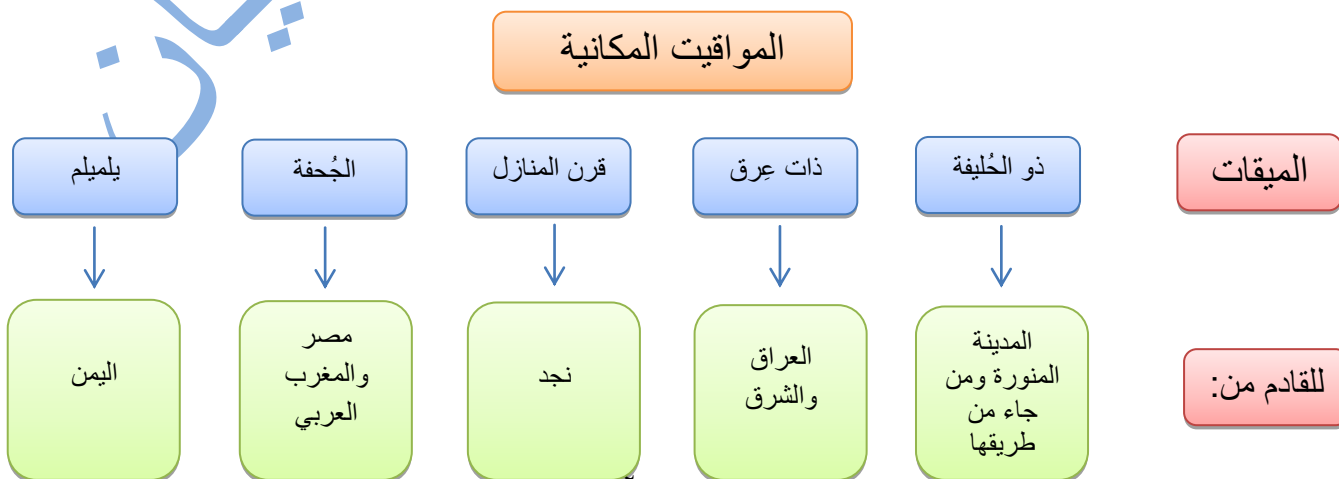 المواقيت المكانية
الميقات
ذو الحُليفة
ذات عِرق
قرن المنازل
الجُحفة
يلميلم
للقادم من:
المدينة
المنورة ومن
جاء من
طريقها
العراق
والشرق
نجد
مصر
والمغرب
العربي
اليمن